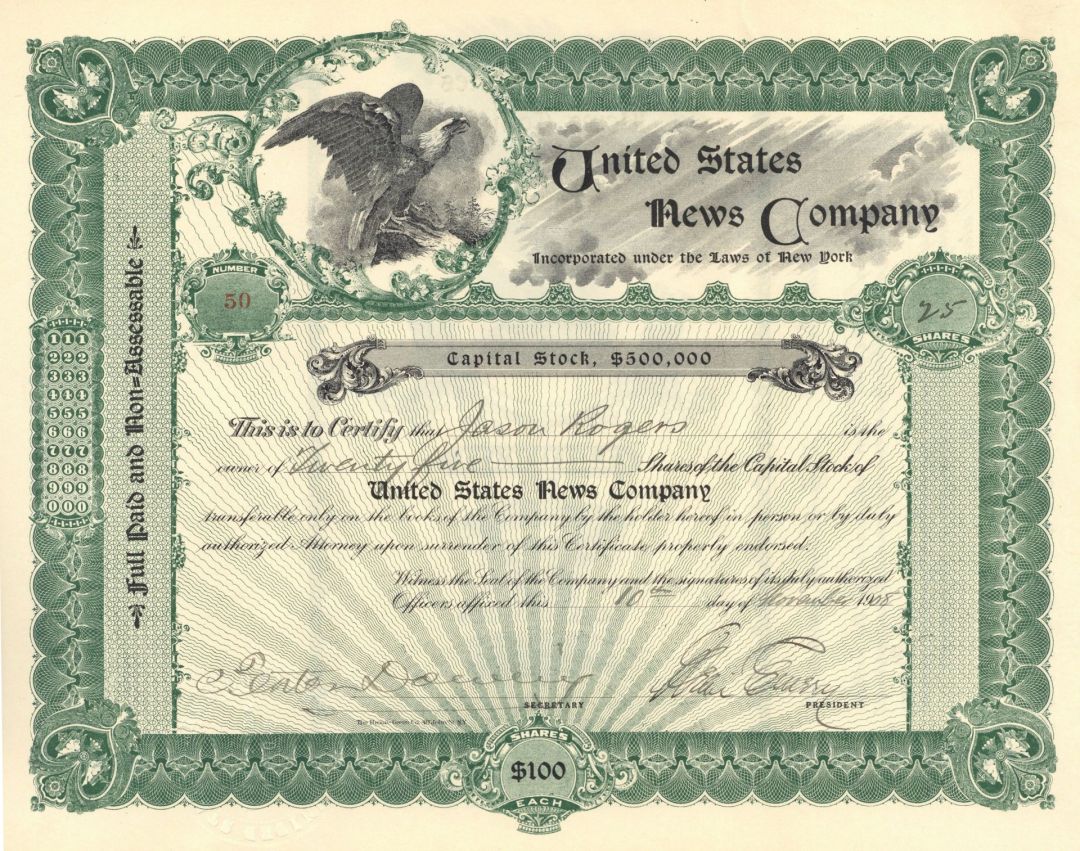 United States
News Company
Incorporated under the Laws of New York
NUMBER
50
25
SHARES
Capital Stock, $500,000
Full Paid and Non=Assessable
111
222
333
444
555
666
777
888
999
000
This is to Certify that Jason Rogers is the
owner of Twenty five Shares of the Capital Stock of
United States News Company
transferable only on the books of the Company by the holder hereof in person or by duly
authorized Attorney upon surrender of this Certificate properly endorsed.
Witness the Seal of the Company and the signatures of its duly authorized
Officers affixed this 10th day of November 1908
SECRETARY
PRESIDENT
SHARES
$100
EACH